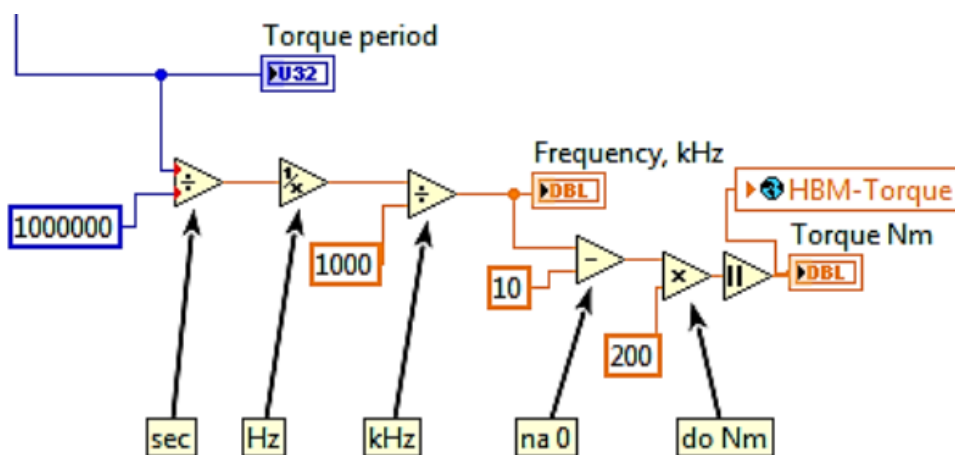 Torque period
U32
÷
1/x
÷
Frequency, kHz
DBL
HBM-Torque
1000000
1000
Torque Nm
DBL
-
10
×
200
sec
Hz
kHz
na 0
do Nm